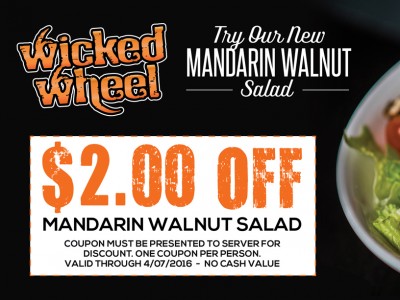 wicked
wheel
Try Our New
MANDARIN WALNUT
Salad
$2.00 OFF
MANDARIN WALNUT SALAD
COUPON MUST BE PRESENTED TO SERVER FOR
DISCOUNT. ONE COUPON PER PERSON.
VALID THROUGH 4/07/2016 - NO CASH VALUE